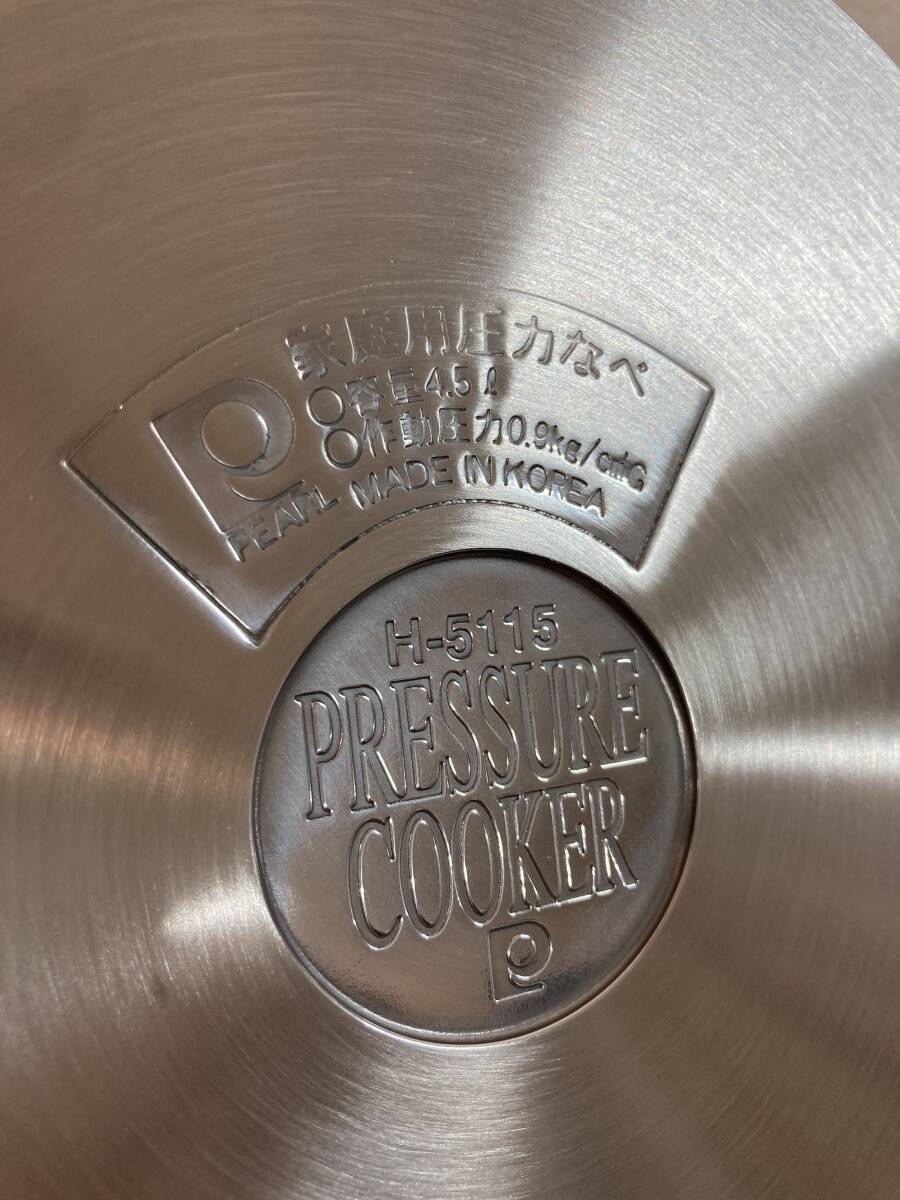 家庭用圧力なべ
○容量4.5ℓ
○作動圧力0.9kg/cm²G
PEARL MADE IN KOREA
H-5115
PRESSURE
COOKER